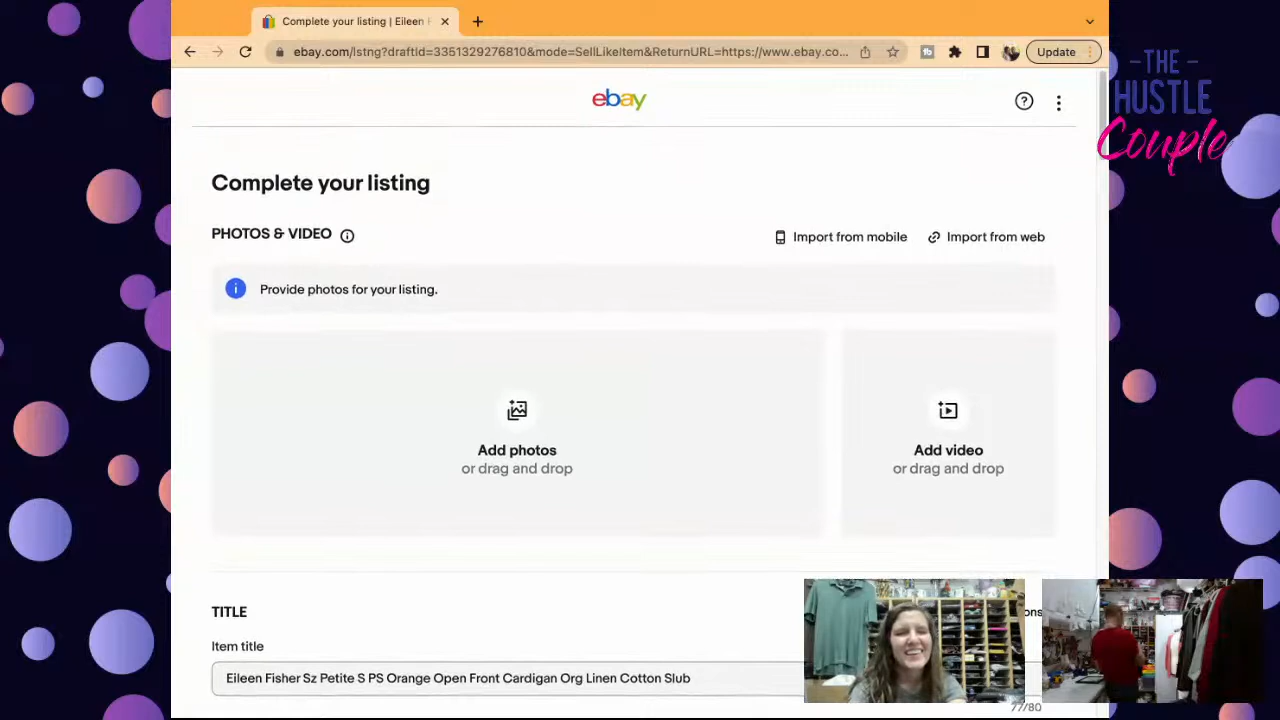 Complete your listing | Eileen
ebay.com/lstng?draftId=3351329276810&mode=SellLikeItem&ReturnURL=https://www.ebay.co...
Update
-THE-
HUSTLE
Couple
ebay
Complete your listing
PHOTOS & VIDEO
Import from mobile
Import from web
Provide photos for your listing.
Add photos
or drag and drop
Add video
or drag and drop
TITLE
Item title
Eileen Fisher Sz Petite S PS Orange Open Front Cardigan Org Linen Cotton Slub
77/80